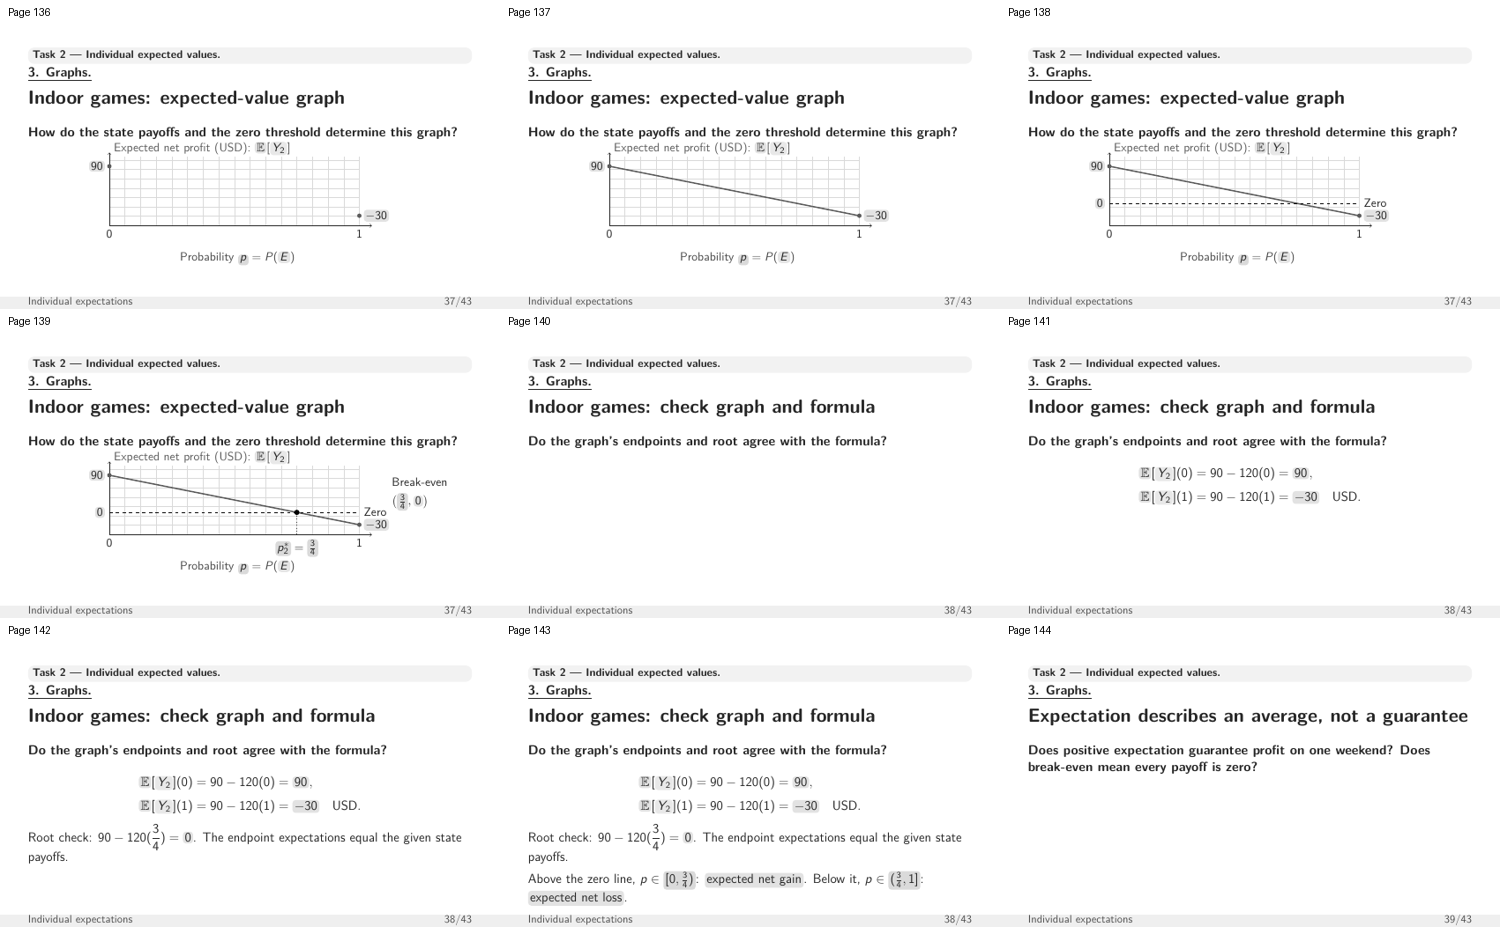 Page 136
Task 2 — Individual expected values.
3. Graphs.
Indoor games: expected-value graph
How do the state payoffs and the zero threshold determine this graph?
Expected net profit (USD): 𝔼[Y₂]
90
−30
0 1
Probability p = P(E)
Individual expectations 37/43
Page 137
Task 2 — Individual expected values.
3. Graphs.
Indoor games: expected-value graph
How do the state payoffs and the zero threshold determine this graph?
Expected net profit (USD): 𝔼[Y₂]
90
−30
0 1
Probability p = P(E)
Individual expectations 37/43
Page 138
Task 2 — Individual expected values.
3. Graphs.
Indoor games: expected-value graph
How do the state payoffs and the zero threshold determine this graph?
Expected net profit (USD): 𝔼[Y₂]
90
0 Zero
−30
0 1
Probability p = P(E)
Individual expectations 37/43
Page 139
Task 2 — Individual expected values.
3. Graphs.
Indoor games: expected-value graph
How do the state payoffs and the zero threshold determine this graph?
Expected net profit (USD): 𝔼[Y₂]
90
Break-even
(3/4, 0)
0 Zero
−30
0 1
p₂* = 3/4
Probability p = P(E)
Individual expectations 37/43
Page 140
Task 2 — Individual expected values.
3. Graphs.
Indoor games: check graph and formula
Do the graph's endpoints and root agree with the formula?
Individual expectations 38/43
Page 141
Task 2 — Individual expected values.
3. Graphs.
Indoor games: check graph and formula
Do the graph's endpoints and root agree with the formula?
𝔼[Y₂](0) = 90 − 120(0) = 90,
𝔼[Y₂](1) = 90 − 120(1) = −30 USD.
Individual expectations 38/43
Page 142
Task 2 — Individual expected values.
3. Graphs.
Indoor games: check graph and formula
Do the graph's endpoints and root agree with the formula?
𝔼[Y₂](0) = 90 − 120(0) = 90,
𝔼[Y₂](1) = 90 − 120(1) = −30 USD.
Root check: 90 − 120(3/4) = 0. The endpoint expectations equal the given state
payoffs.
Individual expectations 38/43
Page 143
Task 2 — Individual expected values.
3. Graphs.
Indoor games: check graph and formula
Do the graph's endpoints and root agree with the formula?
𝔼[Y₂](0) = 90 − 120(0) = 90,
𝔼[Y₂](1) = 90 − 120(1) = −30 USD.
Root check: 90 − 120(3/4) = 0. The endpoint expectations equal the given state
payoffs.
Above the zero line, p ∈ [0, 3/4): expected net gain. Below it, p ∈ (3/4, 1]:
expected net loss.
Individual expectations 38/43
Page 144
Task 2 — Individual expected values.
3. Graphs.
Expectation describes an average, not a guarantee
Does positive expectation guarantee profit on one weekend? Does
break-even mean every payoff is zero?
Individual expectations 39/43